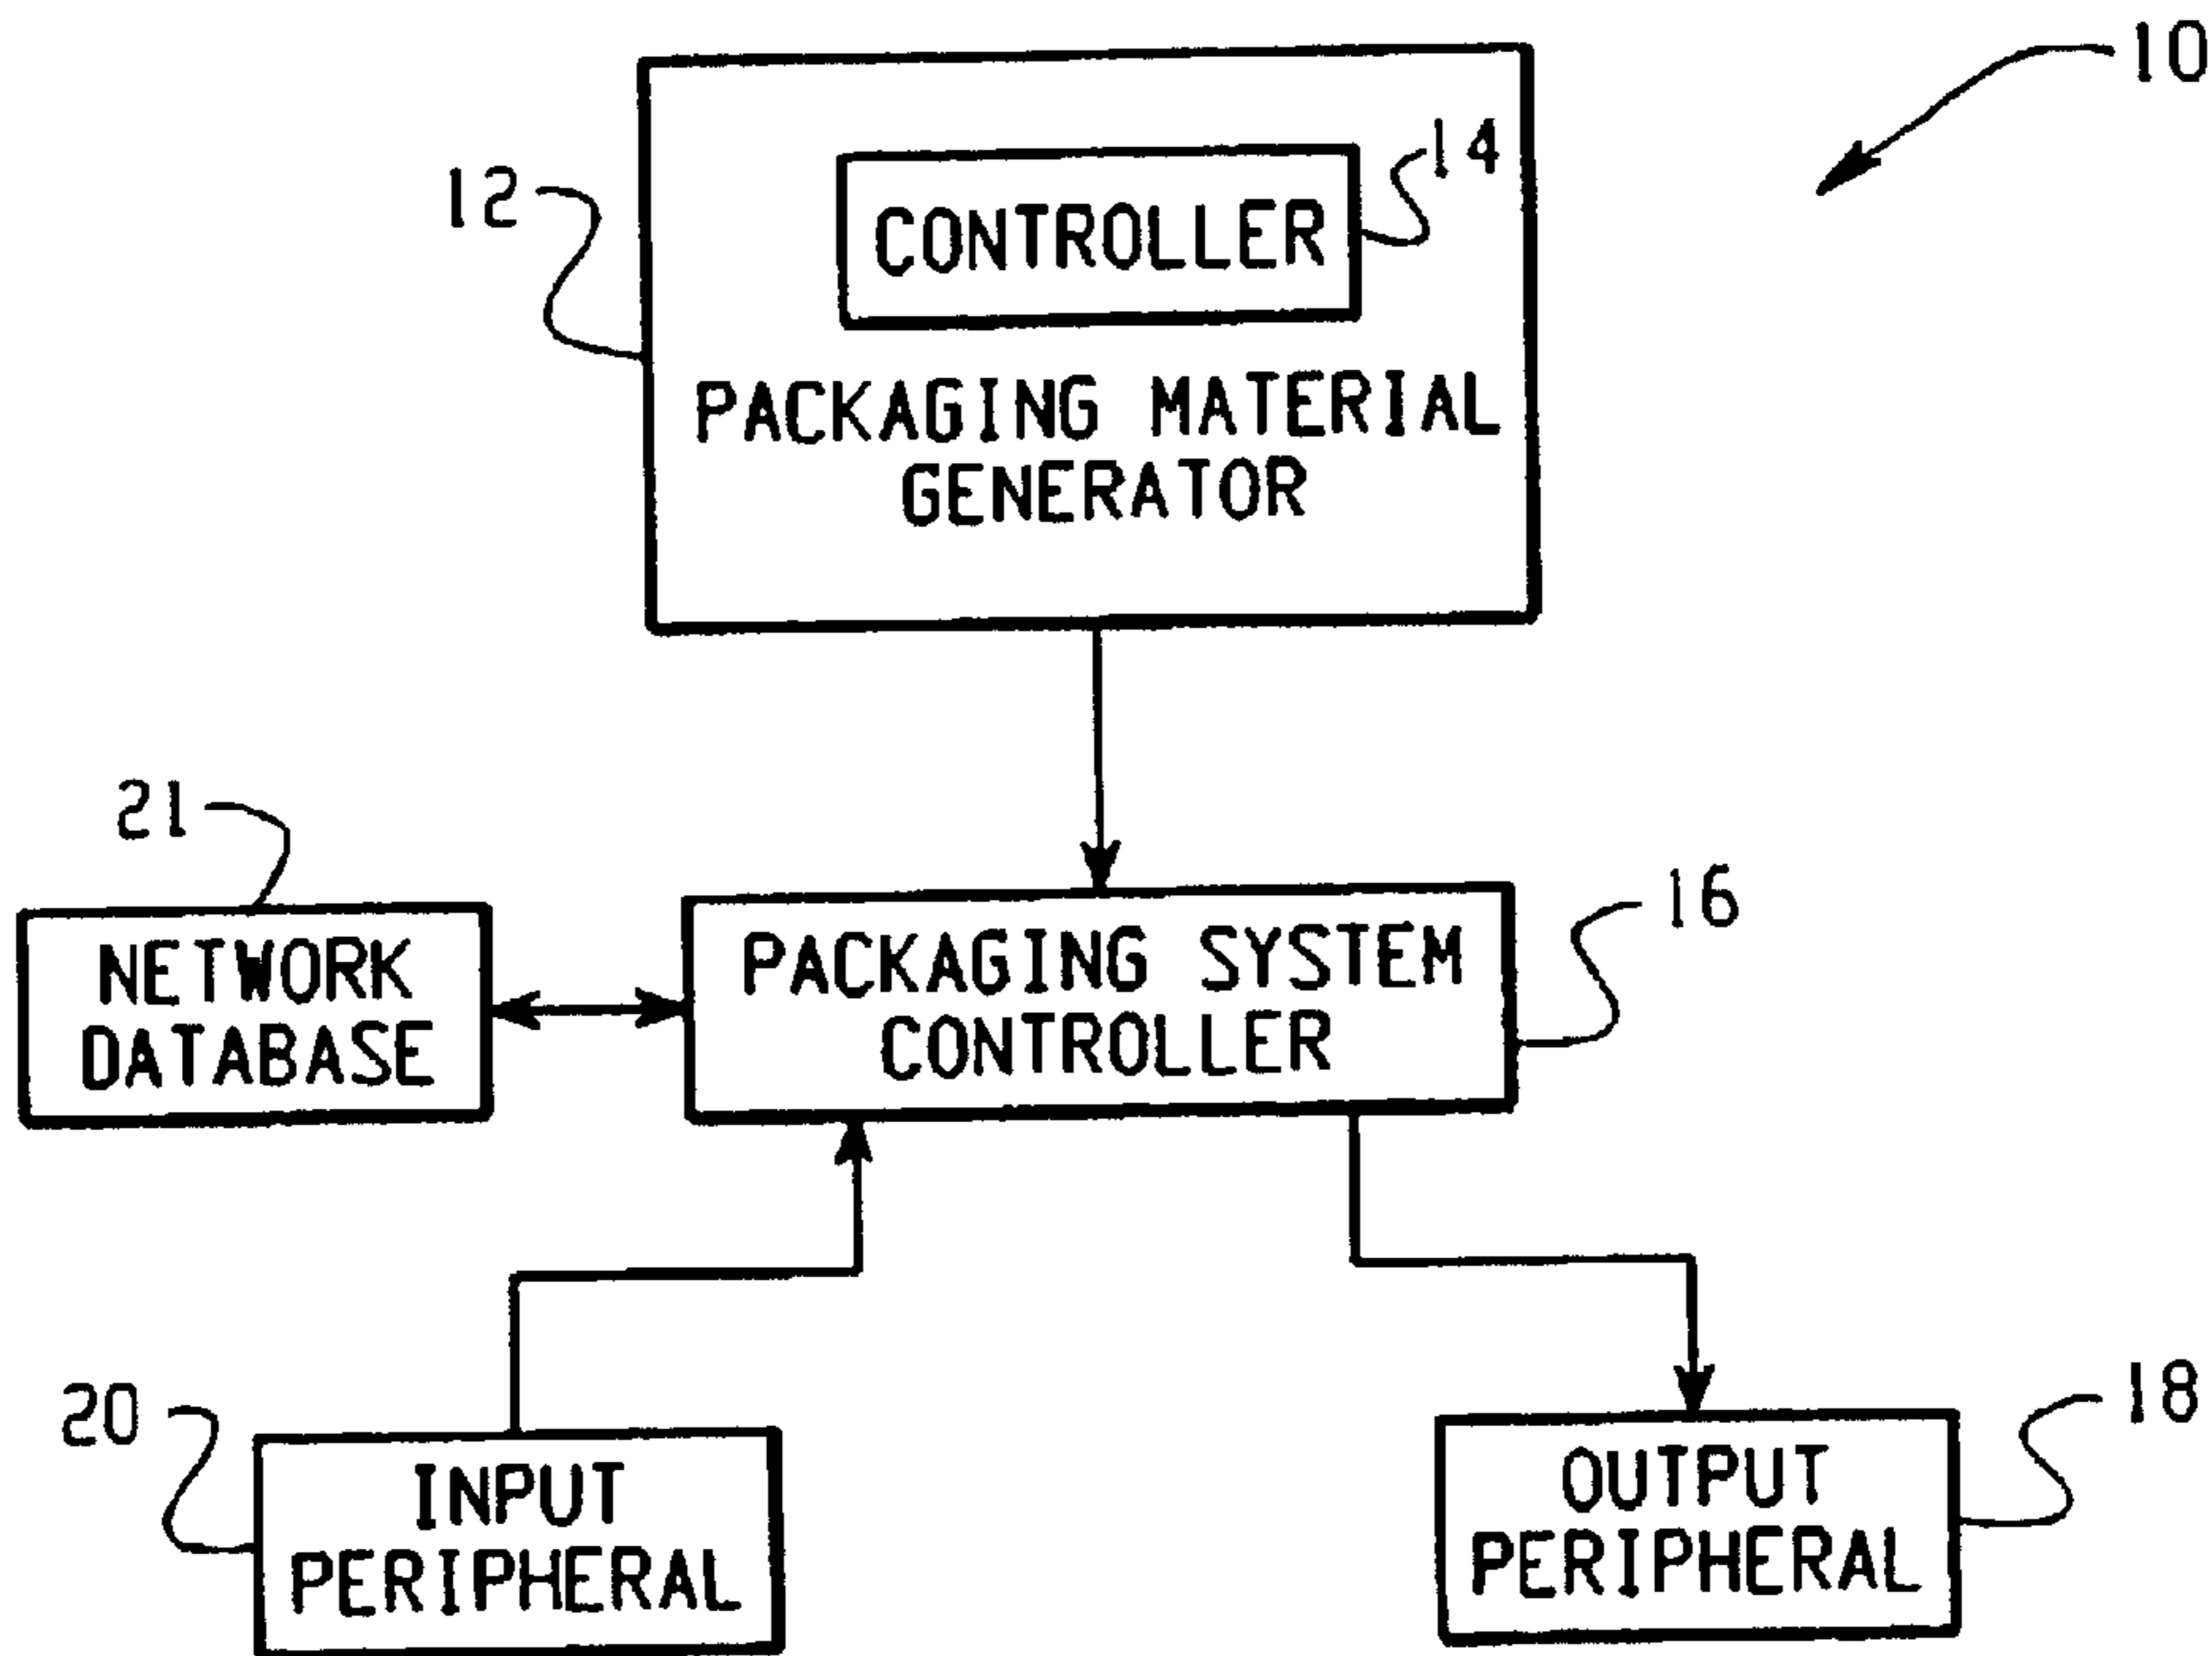 10
14
12
CONTROLLER
PACKAGING MATERIAL
GENERATOR
21
16
NETWORK
DATABASE
PACKAGING SYSTEM
CONTROLLER
20
18
INPUT
PERIPHERAL
OUTPUT
PERIPHERAL